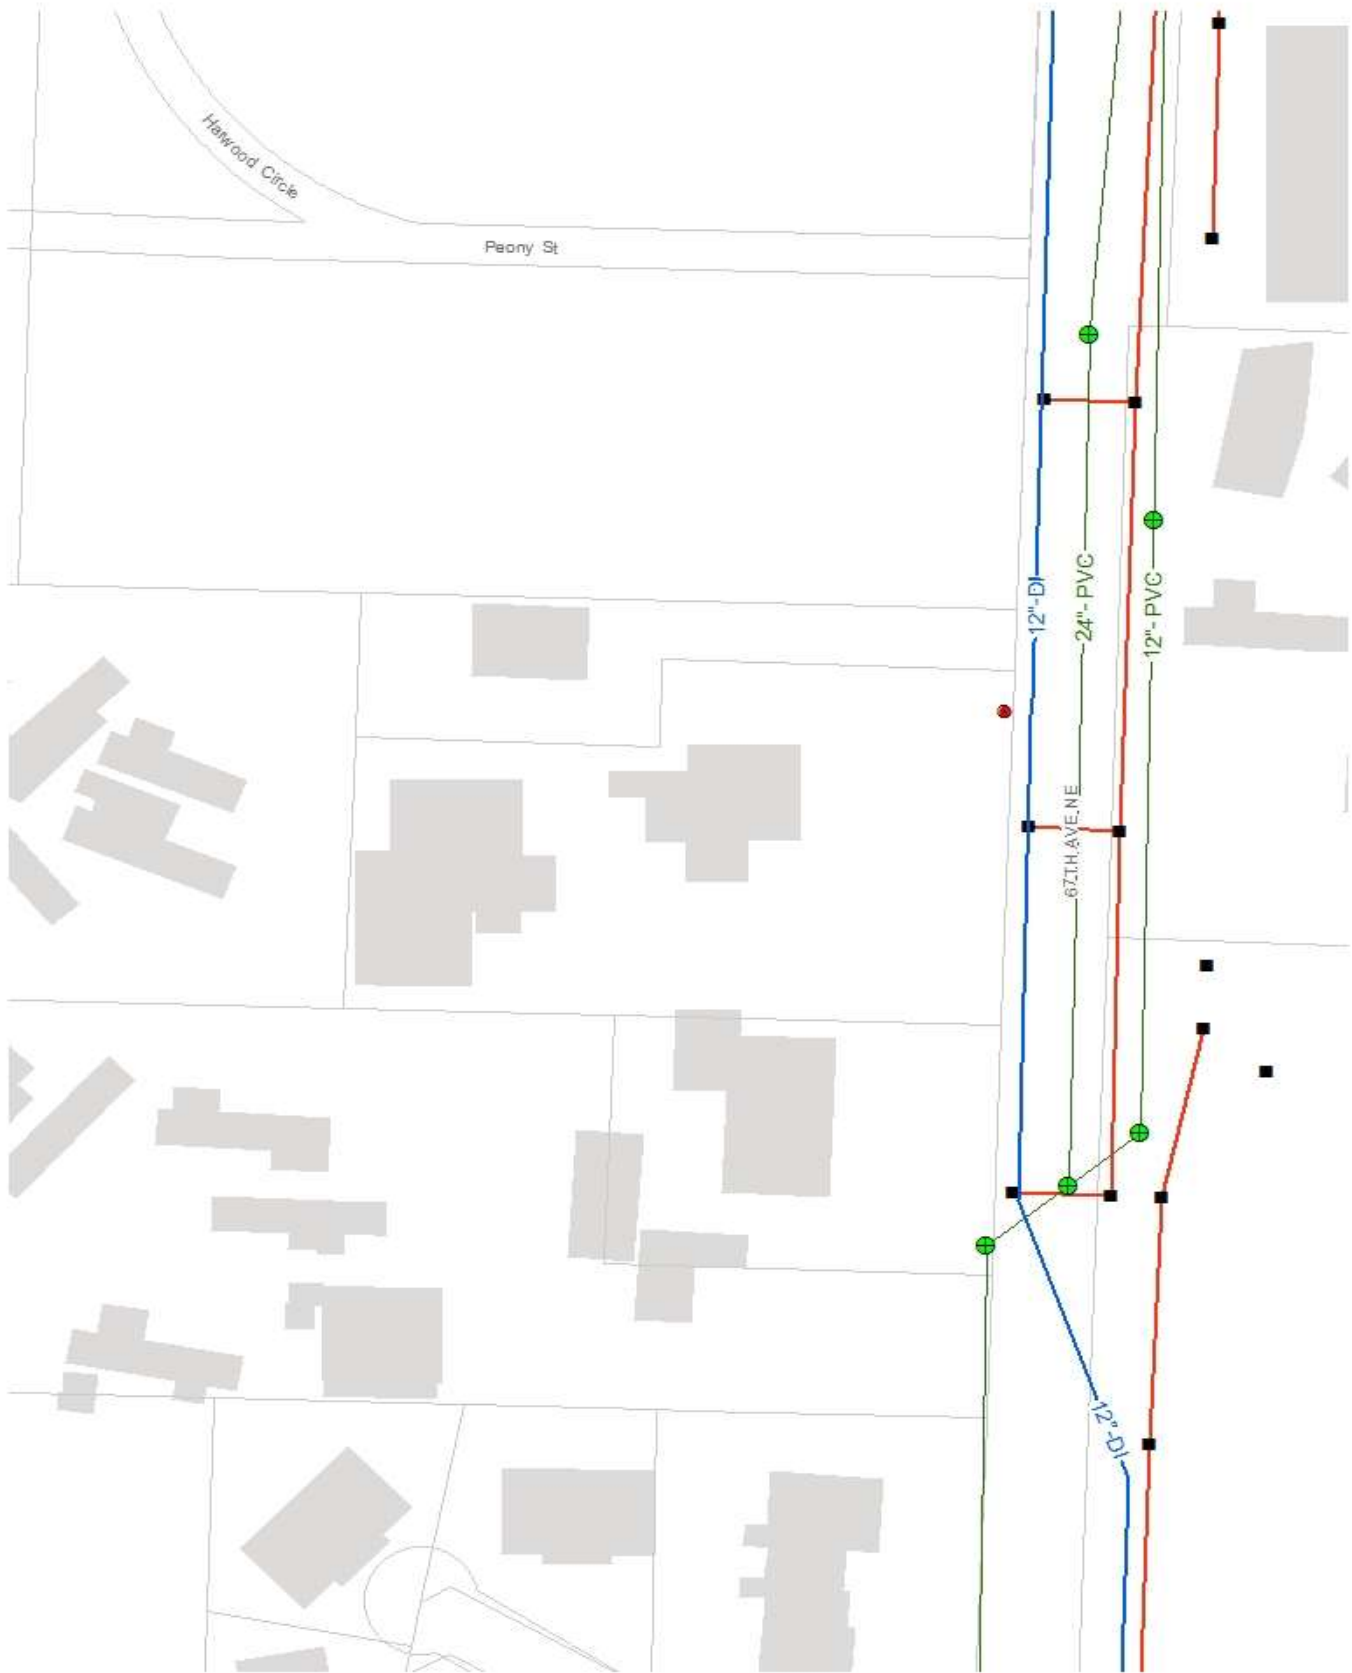 Harwood Circle
Peony St
12"-DI
24"- PVC
12"- PVC
67TH AVE NE
12"-DI